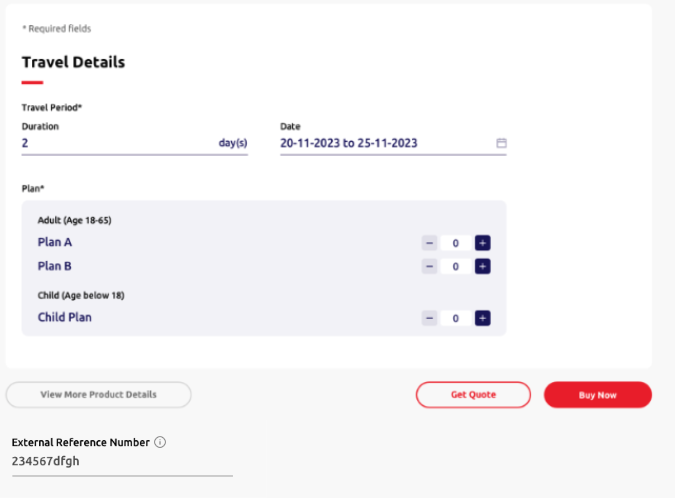 * Required fields
Travel Details
Travel Period*
Duration
Date
2 day(s)
20-11-2023 to 25-11-2023
Plan*
Adult (Age 18-65)
Plan A
− 0 +
Plan B
− 0 +
Child (Age below 18)
Child Plan
− 0 +
View More Product Details
Get Quote
Buy Now
External Reference Number
234567dfgh